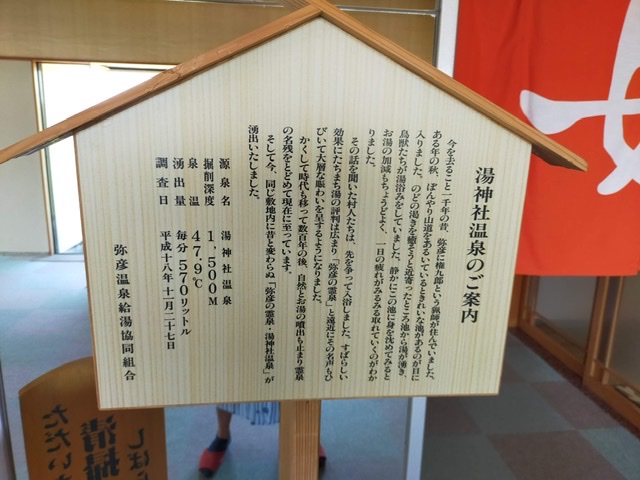 湯神社温泉のご案内
今を去ること二千年の昔、弥彦に権九郎という猟師が住んでいました。
ある年の秋、ぼんやり山道をあるいているときれいな池があるのが目に
入りました。のどの渇きを癒そうと近寄ったところ池から湯が湧き、
鳥獣たちが湯浴みをしていました。静かにこの池に身を沈めてみると
お湯の加減もちょうどよく、一日の疲れがみるみる取れていくのがわか
りました。
その話を聞いた村人たちは、先を争って入浴しました。すばらしい
効果にたちまち湯の評判は広まり「弥彦の霊泉」と遠近にその名声もひ
びいて大層な賑わいを呈するようになりました。
かくして時代も移って数百年の後、自然とお湯の噴出も止まり霊泉
の名残をとどめて現在に至っています。
そして今、同じ敷地内に昔と変わらぬ「弥彦の霊泉・湯神社温泉」が
湧出いたしました。
源泉名 湯神社温泉
掘削深度 1,500M
泉温 47.9℃
湧出量 毎分570リットル
調査日 平成十八年十一月二十七日
弥彦温泉給湯協同組合
女
しば
清掃
ただい